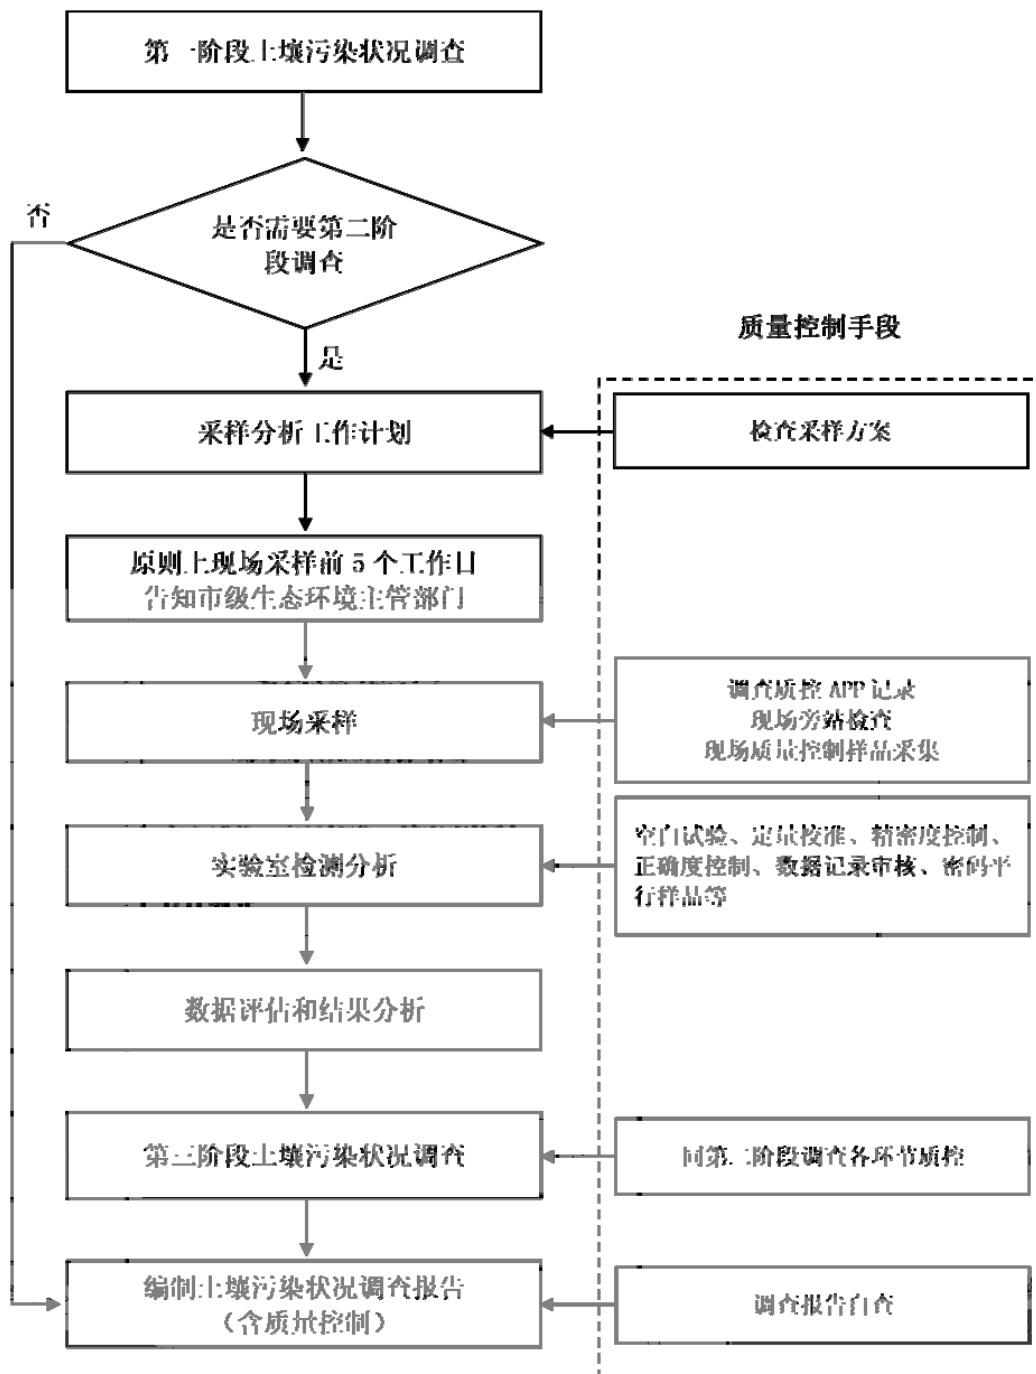 第一阶段土壤污染状况调查
否
是否需要第二阶
段调查
是
质量控制手段
采样分析工作计划
检查采样方案
原则上现场采样前 5 个工作日
告知市级生态环境主管部门
现场采样
调查质控 APP 记录
现场旁站检查
现场质量控制样品采集
实验室检测分析
空白试验、定量校准、精密度控制、
正确度控制、数据记录审核、密码平
行样品等
数据评估和结果分析
第三阶段土壤污染状况调查
同第二阶段调查各环节质控
编制土壤污染状况调查报告
（含质量控制）
调查报告自查